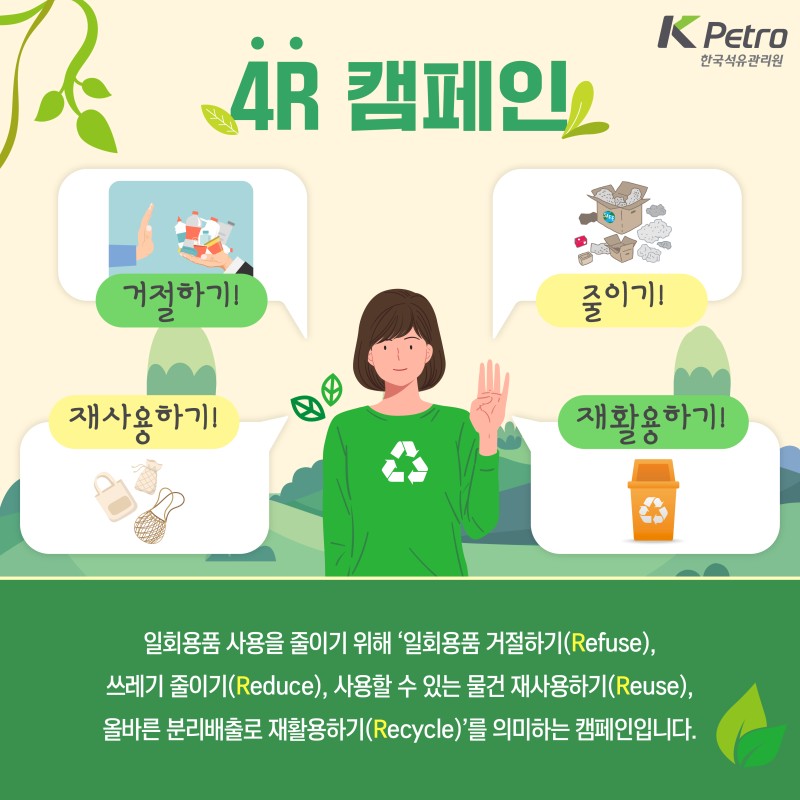 K Petro
한국석유관리원
4R 캠페인
거절하기!
줄이기!
재사용하기!
재활용하기!
일회용품 사용을 줄이기 위해 ‘일회용품 거절하기(Refuse),
쓰레기 줄이기(Reduce), 사용할 수 있는 물건 재사용하기(Reuse),
올바른 분리배출로 재활용하기(Recycle)’를 의미하는 캠페인입니다.